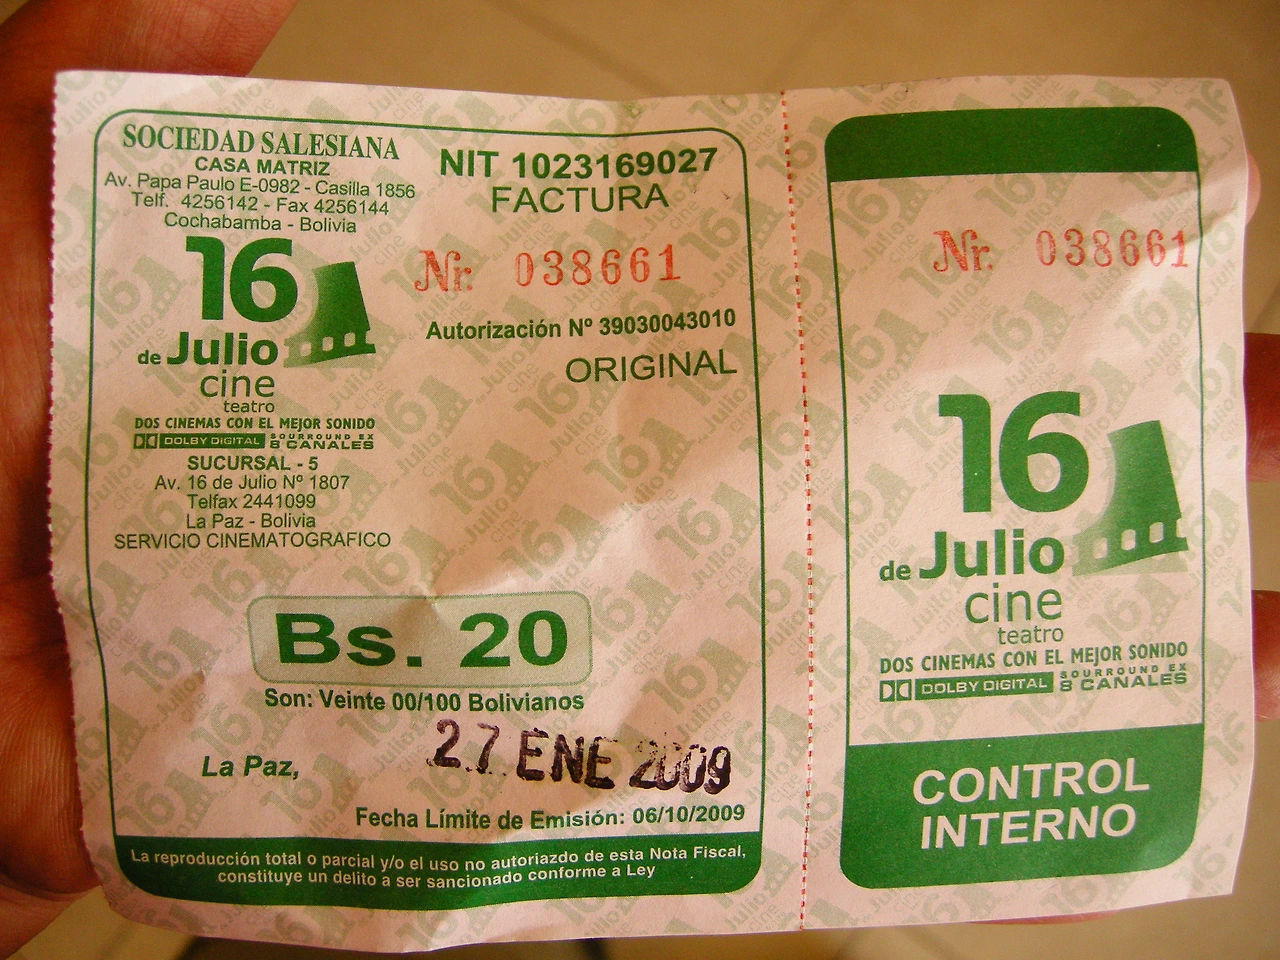 SOCIEDAD SALESIANA
CASA MATRIZ
Av. Papa Paulo E-0982 - Casilla 1856
Telf. 4256142 - Fax 4256144
Cochabamba - Bolivia
16
de Julio
cine
teatro
DOS CINEMAS CON EL MEJOR SONIDO
DOLBY DIGITAL SOURROUND EX
8 CANALES
SUCURSAL - 5
Av. 16 de Julio Nº 1807
Telfax 2441099
La Paz - Bolivia
SERVICIO CINEMATOGRAFICO
NIT 1023169027
FACTURA
Nr. 038661
Autorización Nº 39030043010
ORIGINAL
Bs. 20
Son: Veinte 00/100 Bolivianos
La Paz, 27 ENE 2009
Fecha Límite de Emisión: 06/10/2009
La reproducción total o parcial y/o el uso no autoriazdo de esta Nota Fiscal,
constituye un delito a ser sancionado conforme a Ley
Nr. 038661
16
de Julio
cine
teatro
DOS CINEMAS CON EL MEJOR SONIDO
DOLBY DIGITAL SOURROUND EX
8 CANALES
CONTROL
INTERNO